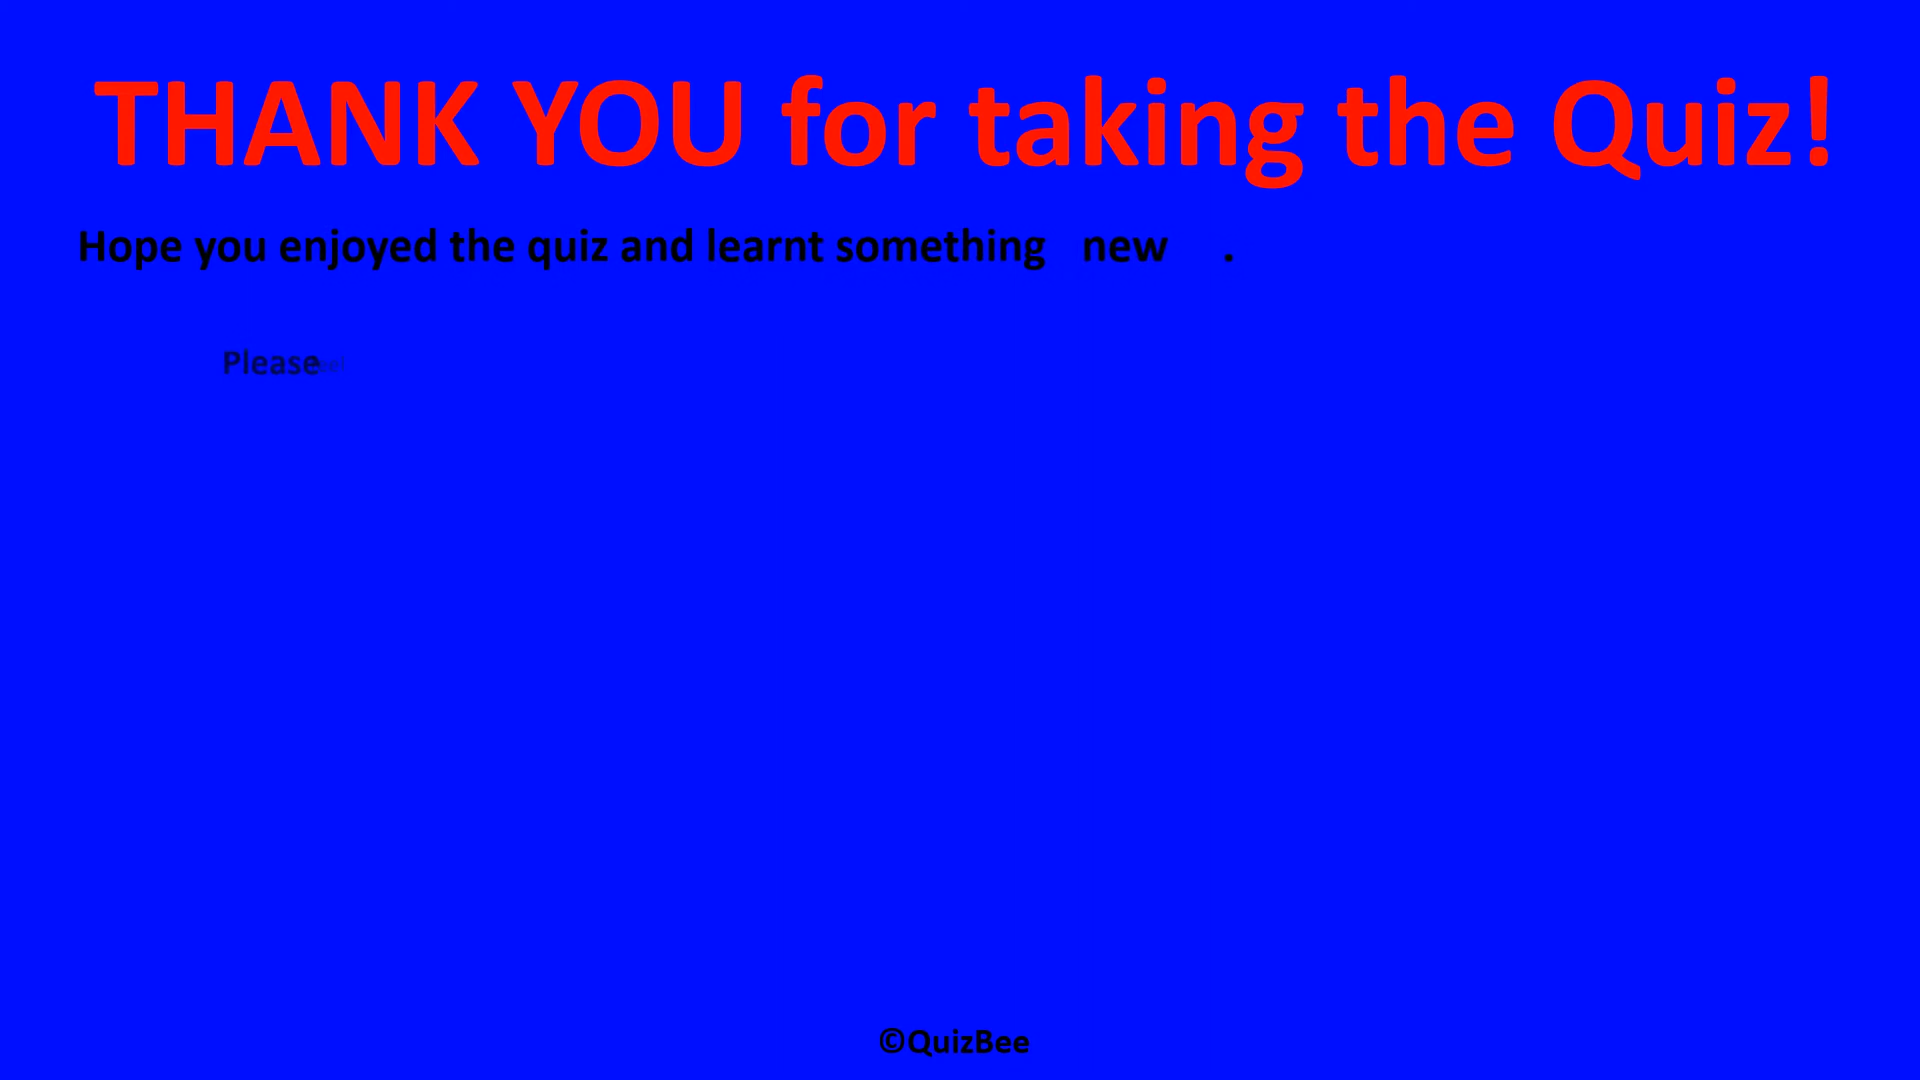 THANK YOU for taking the Quiz!
Hope you enjoyed the quiz and learnt something new .
Please
©QuizBee